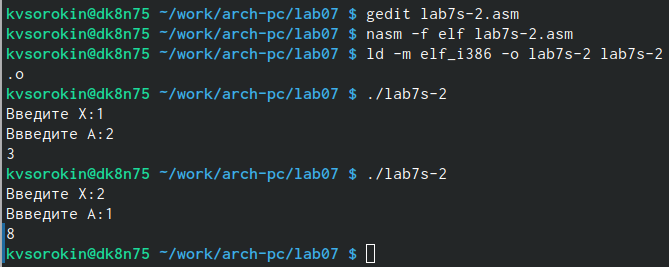 kvsorokin@dk8n75 ~/work/arch-pc/lab07 $ gedit lab7s-2.asm
kvsorokin@dk8n75 ~/work/arch-pc/lab07 $ nasm -f elf lab7s-2.asm
kvsorokin@dk8n75 ~/work/arch-pc/lab07 $ ld -m elf_i386 -o lab7s-2 lab7s-2
.o
kvsorokin@dk8n75 ~/work/arch-pc/lab07 $ ./lab7s-2
Введите X:1
Ввведите A:2
3
kvsorokin@dk8n75 ~/work/arch-pc/lab07 $ ./lab7s-2
Введите X:2
Ввведите A:1
8
kvsorokin@dk8n75 ~/work/arch-pc/lab07 $